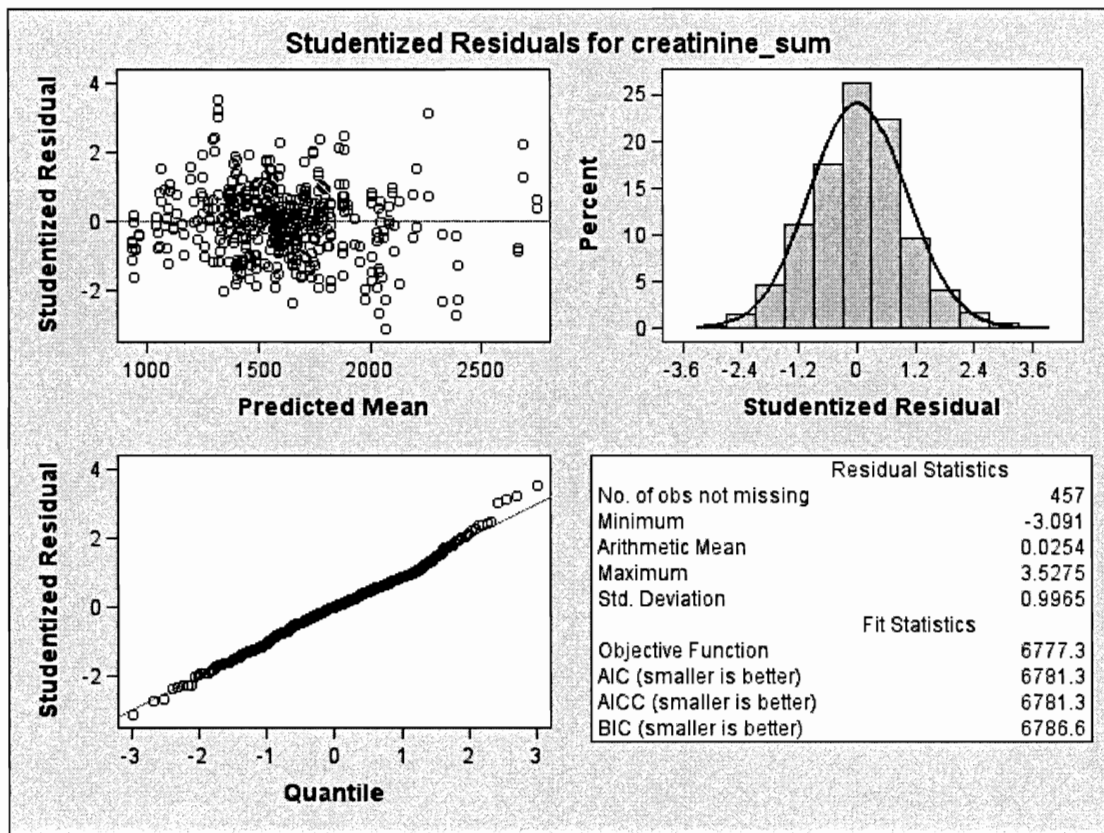 Studentized Residuals for creatinine_sum
Studentized Residual
4
2
0
-2
1000 1500 2000 2500
Predicted Mean
Percent
25
20
15
10
5
0
-3.6 -2.4 -1.2 0 1.2 2.4 3.6
Studentized Residual
Studentized Residual
4
2
0
-2
-3 -2 -1 0 1 2 3
Quantile
Residual Statistics
No. of obs not missing 457
Minimum -3.091
Arithmetic Mean 0.0254
Maximum 3.5275
Std. Deviation 0.9965
Fit Statistics
Objective Function 6777.3
AIC (smaller is better) 6781.3
AICC (smaller is better) 6781.3
BIC (smaller is better) 6786.6